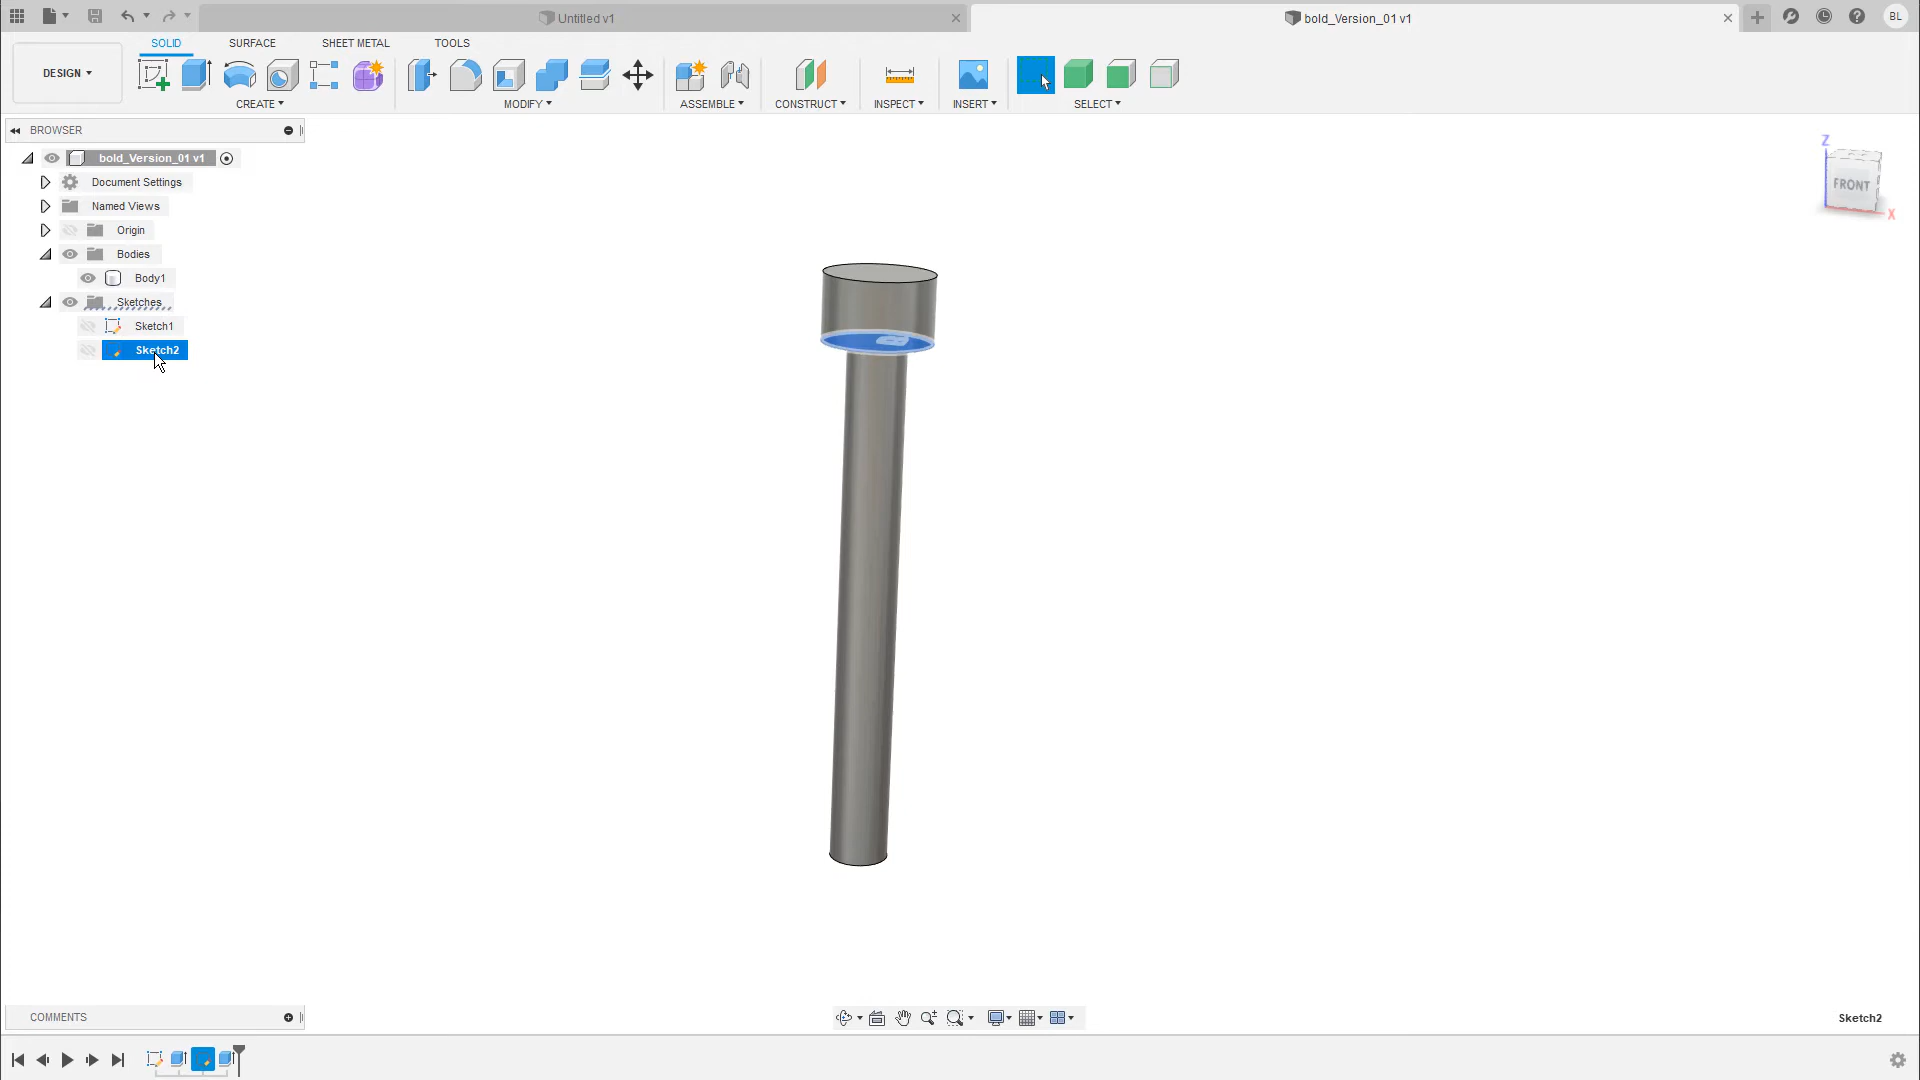 Untitled v1
bold_Version_01 v1
BL
DESIGN
SOLID
SURFACE
SHEET METAL
TOOLS
CREATE
MODIFY
ASSEMBLE
CONSTRUCT
INSPECT
INSERT
SELECT
BROWSER
bold_Version_01 v1
Document Settings
Named Views
Origin
Bodies
Body1
Sketches
Sketch1
Sketch2
Z
FRONT
X
COMMENTS
Sketch2